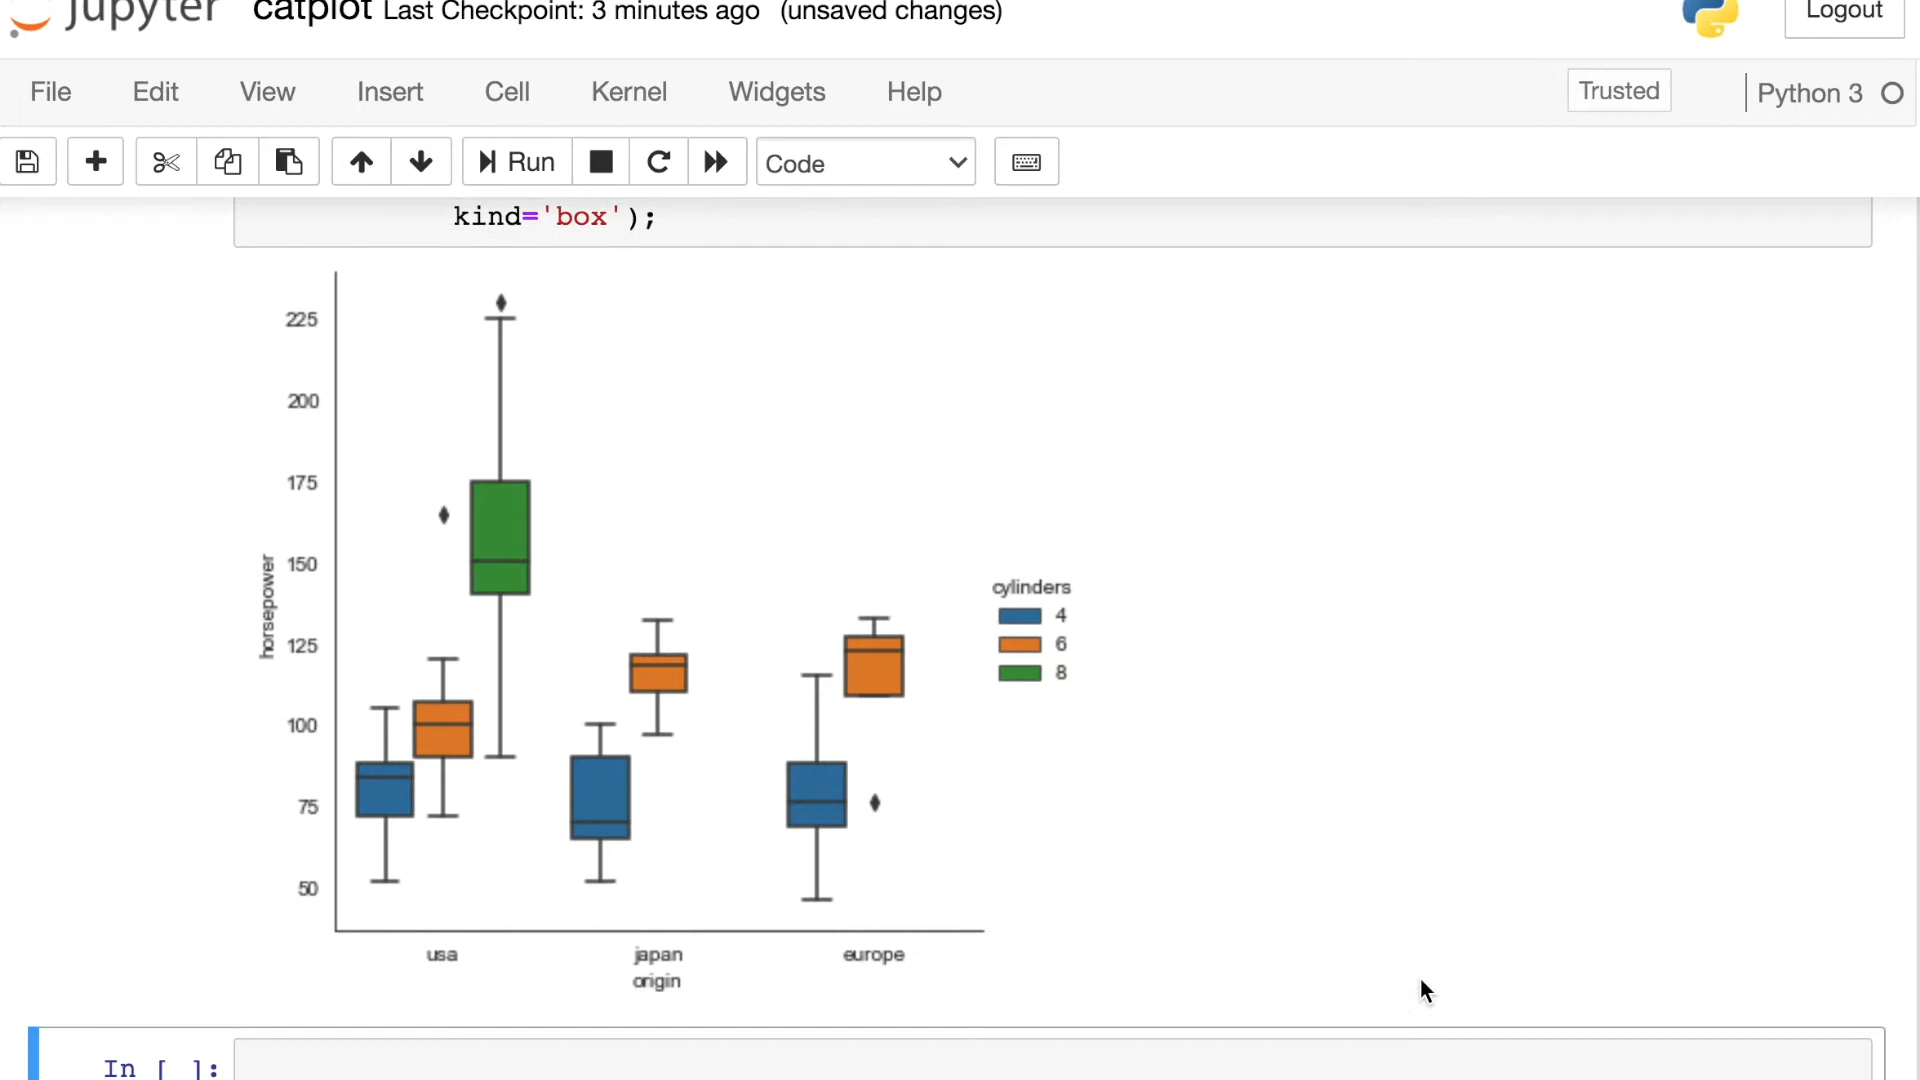 jupyter catplot Last Checkpoint: 3 minutes ago (unsaved changes) Logout
File Edit View Insert Cell Kernel Widgets Help Trusted Python 3
Run Code
kind='box');
225
200
175
150
125
100
75
50
horsepower
cylinders
4
6
8
usa japan europe
origin
In [ ]: